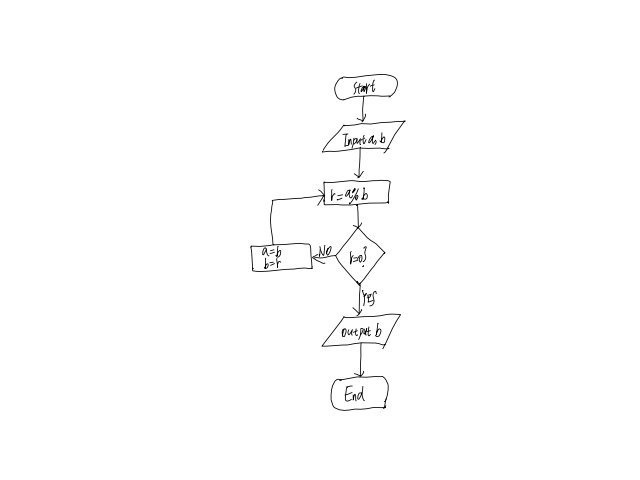 Start
Input a, b
r=a%b
NO
a=b
b=r
r=0?
Yes
output b
End